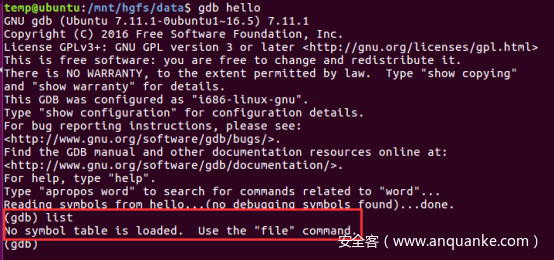 temp@ubuntu:/mnt/hgfs/data$ gdb hello
GNU gdb (Ubuntu 7.11.1-0ubuntu1~16.5) 7.11.1
Copyright (C) 2016 Free Software Foundation, Inc.
License GPLv3+: GNU GPL version 3 or later <http://gnu.org/licenses/gpl.html>
This is free software: you are free to change and redistribute it.
There is NO WARRANTY, to the extent permitted by law.  Type "show copying"
and "show warranty" for details.
This GDB was configured as "i686-linux-gnu".
Type "show configuration" for configuration details.
For bug reporting instructions, please see:
<http://www.gnu.org/software/gdb/bugs/>.
Find the GDB manual and other documentation resources online at:
<http://www.gnu.org/software/gdb/documentation/>.
For help, type "help".
Type "apropos word" to search for commands related to "word"...
Reading symbols from hello...(no debugging symbols found)...done.
(gdb) list
No symbol table is loaded.  Use the "file" command.
(gdb)
安全客（www.anquanke.com）